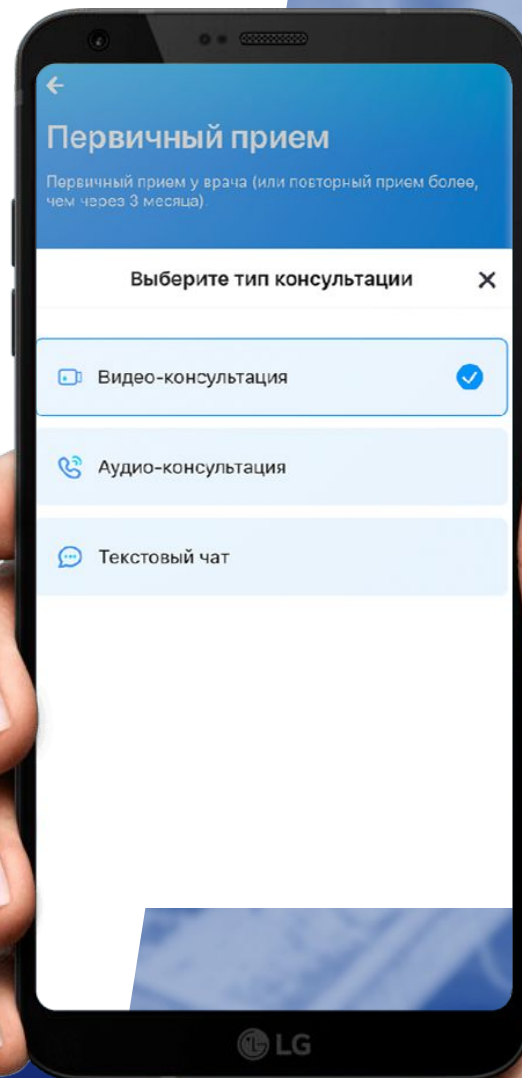 Первичный прием
Первичный прием у врача (или повторный прием более,
чем через 3 месяца)
Выберите тип консультации
Видео-консультация
Аудио-консультация
Текстовый чат
LG